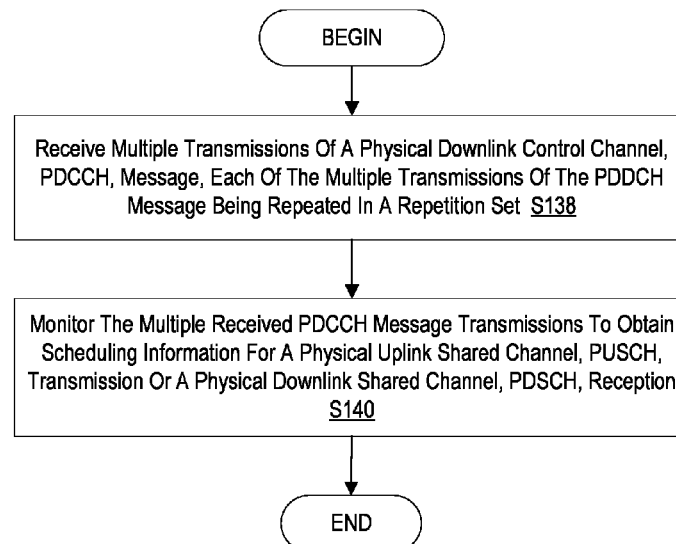 BEGIN
Receive Multiple Transmissions Of A Physical Downlink Control Channel,
PDCCH, Message, Each Of The Multiple Transmissions Of The PDDCH
Message Being Repeated In A Repetition Set S138
Monitor The Multiple Received PDCCH Message Transmissions To Obtain
Scheduling Information For A Physical Uplink Shared Channel, PUSCH,
Transmission Or A Physical Downlink Shared Channel, PDSCH, Reception
S140
END